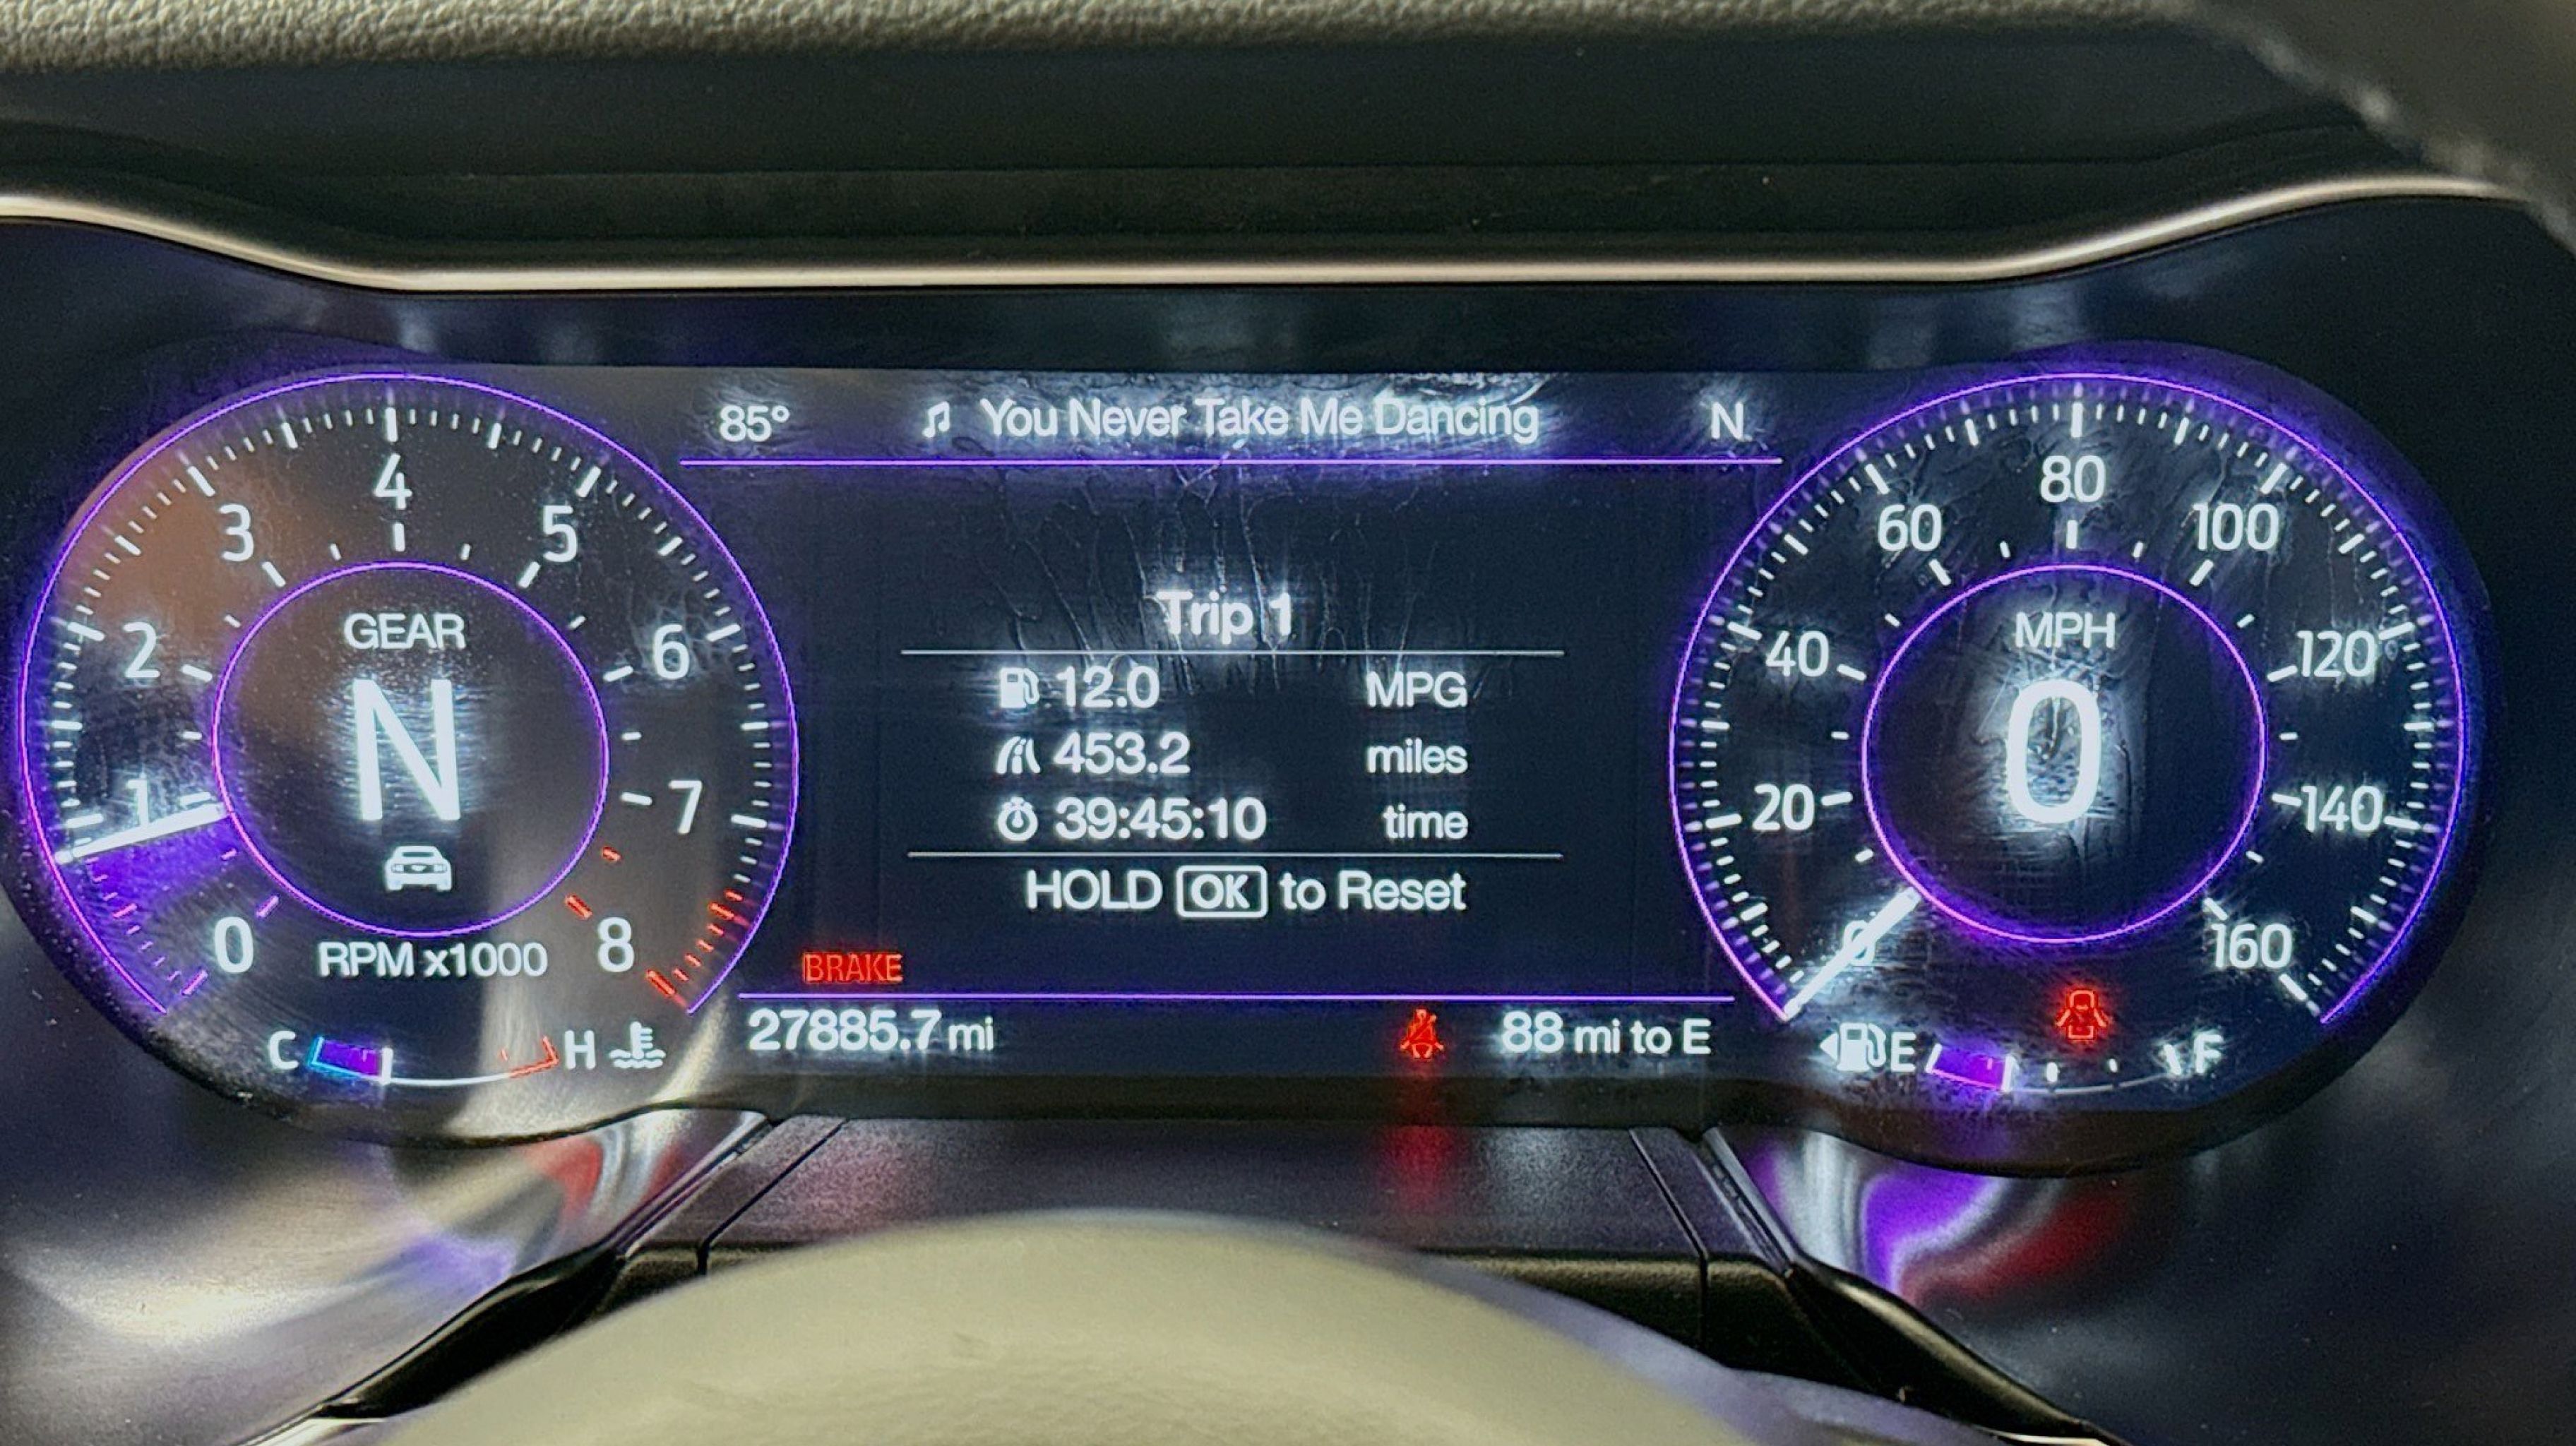 85° You Never Take Me Dancing N
0 1 2 3 4 5 6 7 8
GEAR
N
RPM x1000
C H
Trip 1
12.0 MPG
453.2 miles
39:45:10 time
HOLD OK to Reset
BRAKE
27885.7 mi 88 mi to E
0 20 40 60 80 100 120 140 160
MPH
0
E F